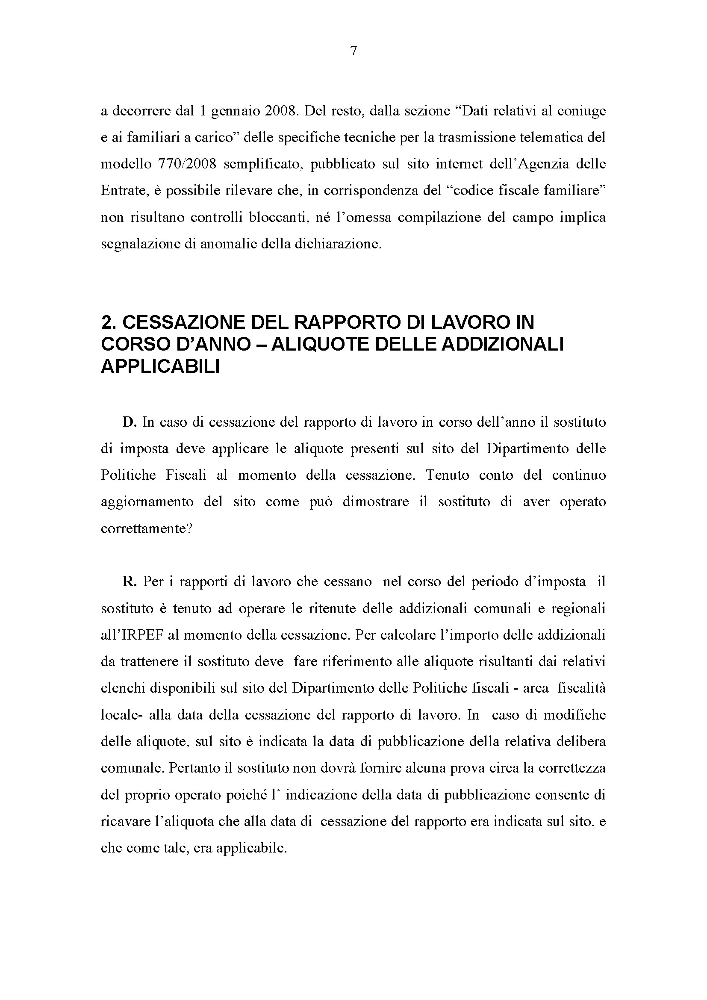 7
a decorrere dal 1 gennaio 2008. Del resto, dalla sezione “Dati relativi al coniuge
e ai familiari a carico” delle specifiche tecniche per la trasmissione telematica del
modello 770/2008 semplificato, pubblicato sul sito internet dell’Agenzia delle
Entrate, è possibile rilevare che, in corrispondenza del “codice fiscale familiare”
non risultano controlli bloccanti, né l’omessa compilazione del campo implica
segnalazione di anomalie della dichiarazione.
2. CESSAZIONE DEL RAPPORTO DI LAVORO IN
CORSO D’ANNO – ALIQUOTE DELLE ADDIZIONALI
APPLICABILI
D. In caso di cessazione del rapporto di lavoro in corso dell’anno il sostituto
di imposta deve applicare le aliquote presenti sul sito del Dipartimento delle
Politiche Fiscali al momento della cessazione. Tenuto conto del continuo
aggiornamento del sito come può dimostrare il sostituto di aver operato
correttamente?
R. Per i rapporti di lavoro che cessano nel corso del periodo d’imposta il
sostituto è tenuto ad operare le ritenute delle addizionali comunali e regionali
all’IRPEF al momento della cessazione. Per calcolare l’importo delle addizionali
da trattenere il sostituto deve fare riferimento alle aliquote risultanti dai relativi
elenchi disponibili sul sito del Dipartimento delle Politiche fiscali - area fiscalità
locale- alla data della cessazione del rapporto di lavoro. In caso di modifiche
delle aliquote, sul sito è indicata la data di pubblicazione della relativa delibera
comunale. Pertanto il sostituto non dovrà fornire alcuna prova circa la correttezza
del proprio operato poiché l’ indicazione della data di pubblicazione consente di
ricavare l’aliquota che alla data di cessazione del rapporto era indicata sul sito, e
che come tale, era applicabile.